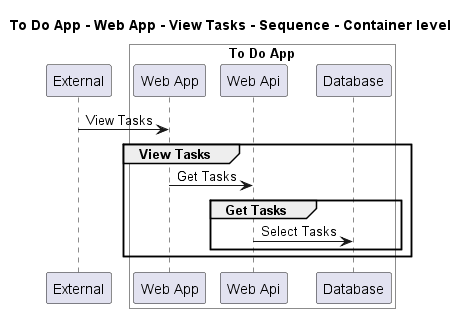 To Do App - Web App - View Tasks - Sequence - Container level
To Do App
External Web App Web Api Database
View Tasks
View Tasks
Get Tasks
Get Tasks
Select Tasks
External Web App Web Api Database